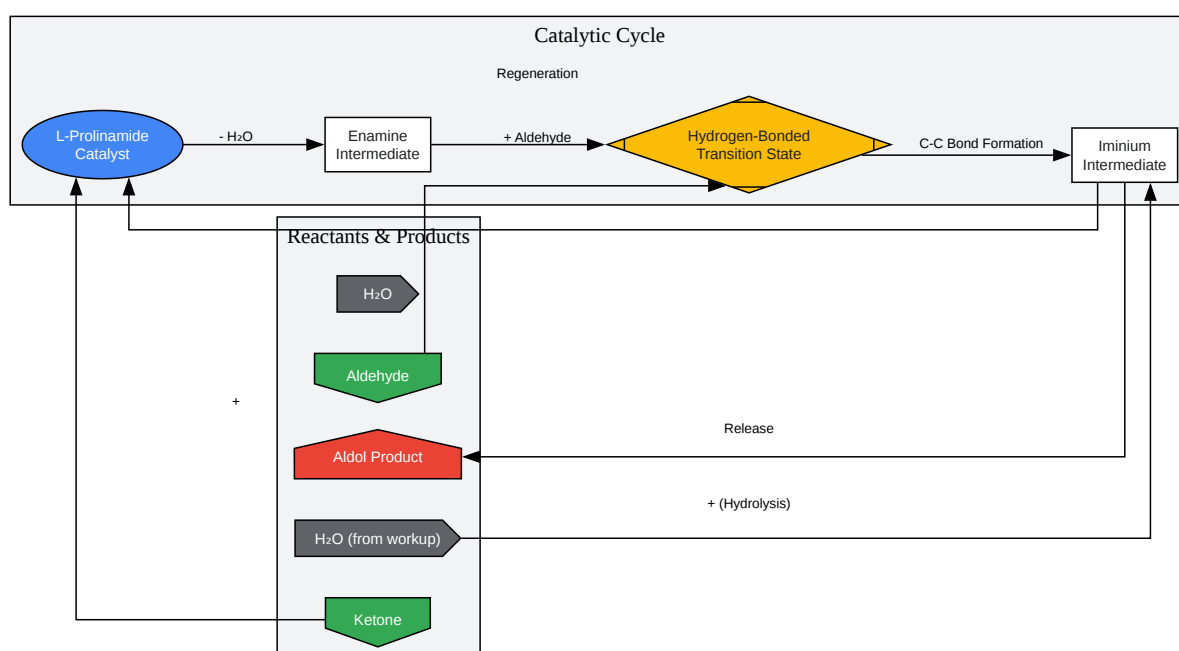 Catalytic Cycle
Regeneration
L-Prolinamide
Catalyst
- H₂O
Enamine
Intermediate
+ Aldehyde
Hydrogen-Bonded
Transition State
C-C Bond Formation
Iminium
Intermediate
Reactants & Products
H₂O
Aldehyde
+
Release
Aldol Product
+ (Hydrolysis)
H₂O (from workup)
Ketone